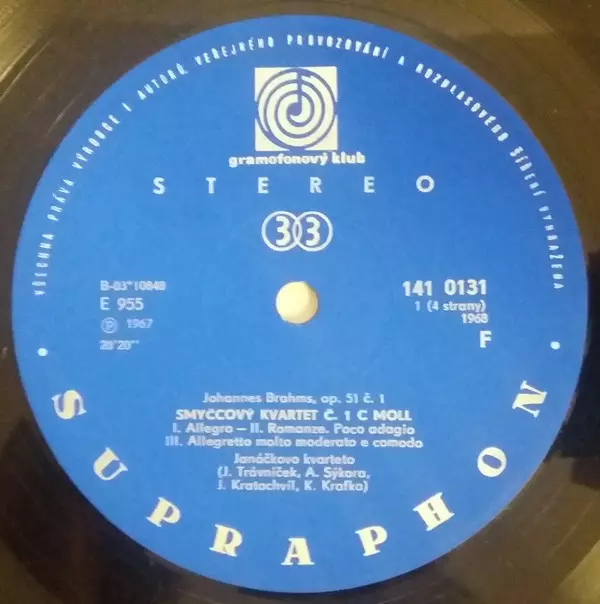 VŠECHNA PRÁVA VÝROBCE I AUTORŮ, VEŘEJNÉHO PROVOZOVÁNÍ A ROZHLASOVÉHO ŠÍŘENÍ VYHRAZENA
gramofonový klub
STEREO
33
B-03*10848
E 955
Ⓟ 1967
20'20''
141 0131
1 (4 strany)
1968
F
Johannes Brahms, op. 51 č. 1
SMYČCOVÝ KVARTET Č. 1 C MOLL
I. Allegro – II. Romanze. Poco adagio
III. Allegretto molto moderato e comodo
Janáčkovo kvarteto
(J. Trávníček, A. Sýkora,
J. Kratochvíl, K. Krafka)
• SUPRAPHON •